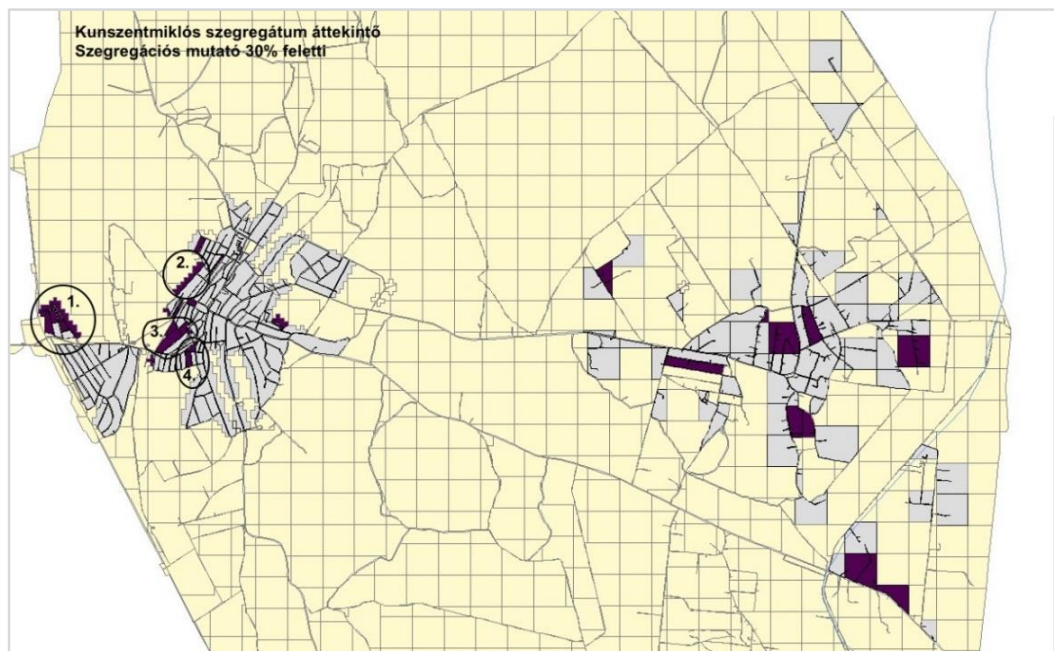 Kunszentmiklós szegregátum áttekintő
Szegregációs mutató 30% feletti
2.
1.
3.
4.